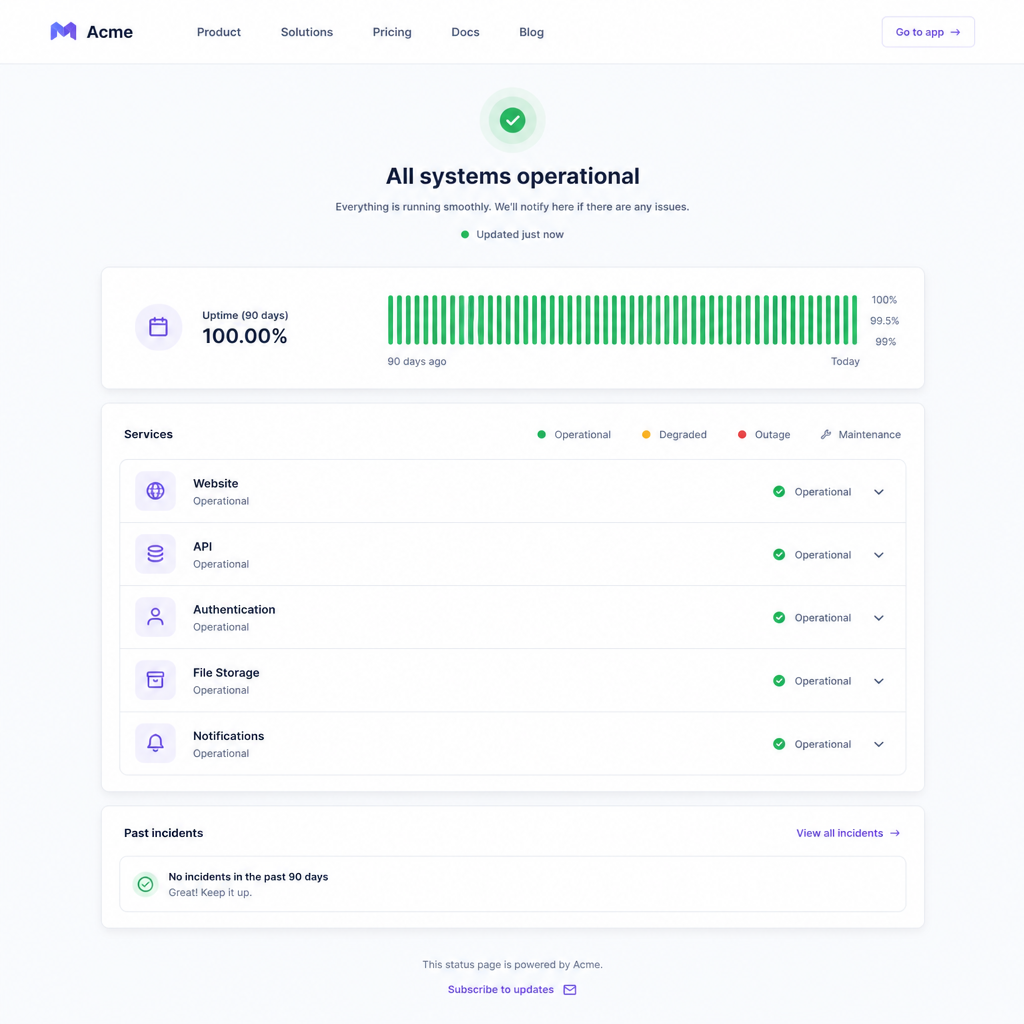 Acme
Product
Solutions
Pricing
Docs
Blog
Go to app →
All systems operational
Everything is running smoothly. We'll notify here if there are any issues.
Updated just now
Uptime (90 days)
100.00%
100%
99.5%
99%
90 days ago
Today
Services
Operational
Degraded
Outage
Maintenance
Website
Operational
Operational
API
Operational
Operational
Authentication
Operational
Operational
File Storage
Operational
Operational
Notifications
Operational
Operational
Past incidents
View all incidents →
No incidents in the past 90 days
Great! Keep it up.
This status page is powered by Acme.
Subscribe to updates